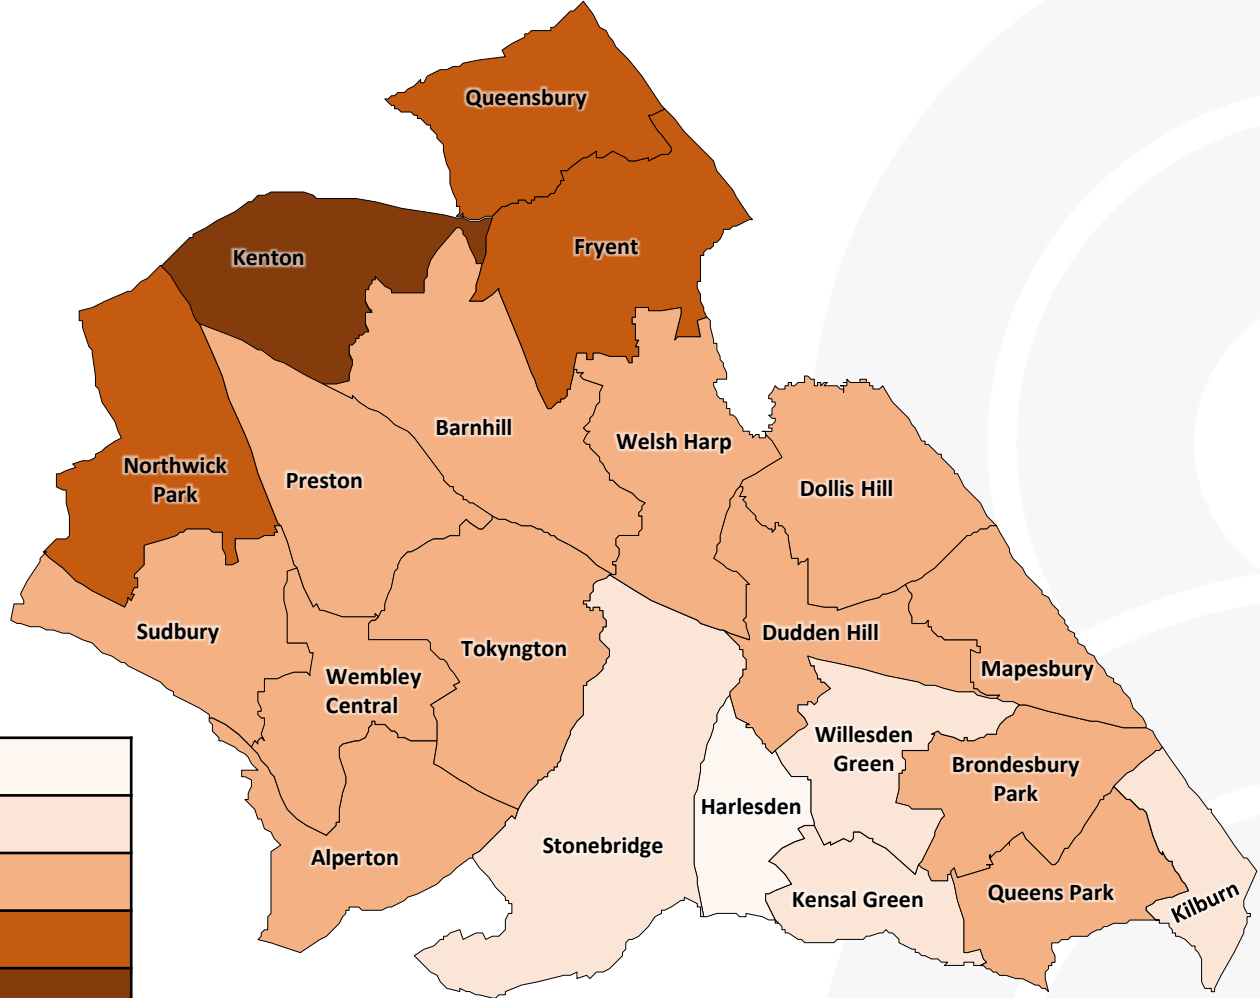 Queensbury
Fryent
Kenton
Barnhill
Welsh Harp
Northwick
Park
Preston
Dollis Hill
Sudbury
Tokyngton
Dudden Hill
Wembley
Central
Mapesbury
Willesden
Green
Brondesbury
Park
Harlesden
Stonebridge
Alperton
Kensal Green
Queens Park
Kilburn